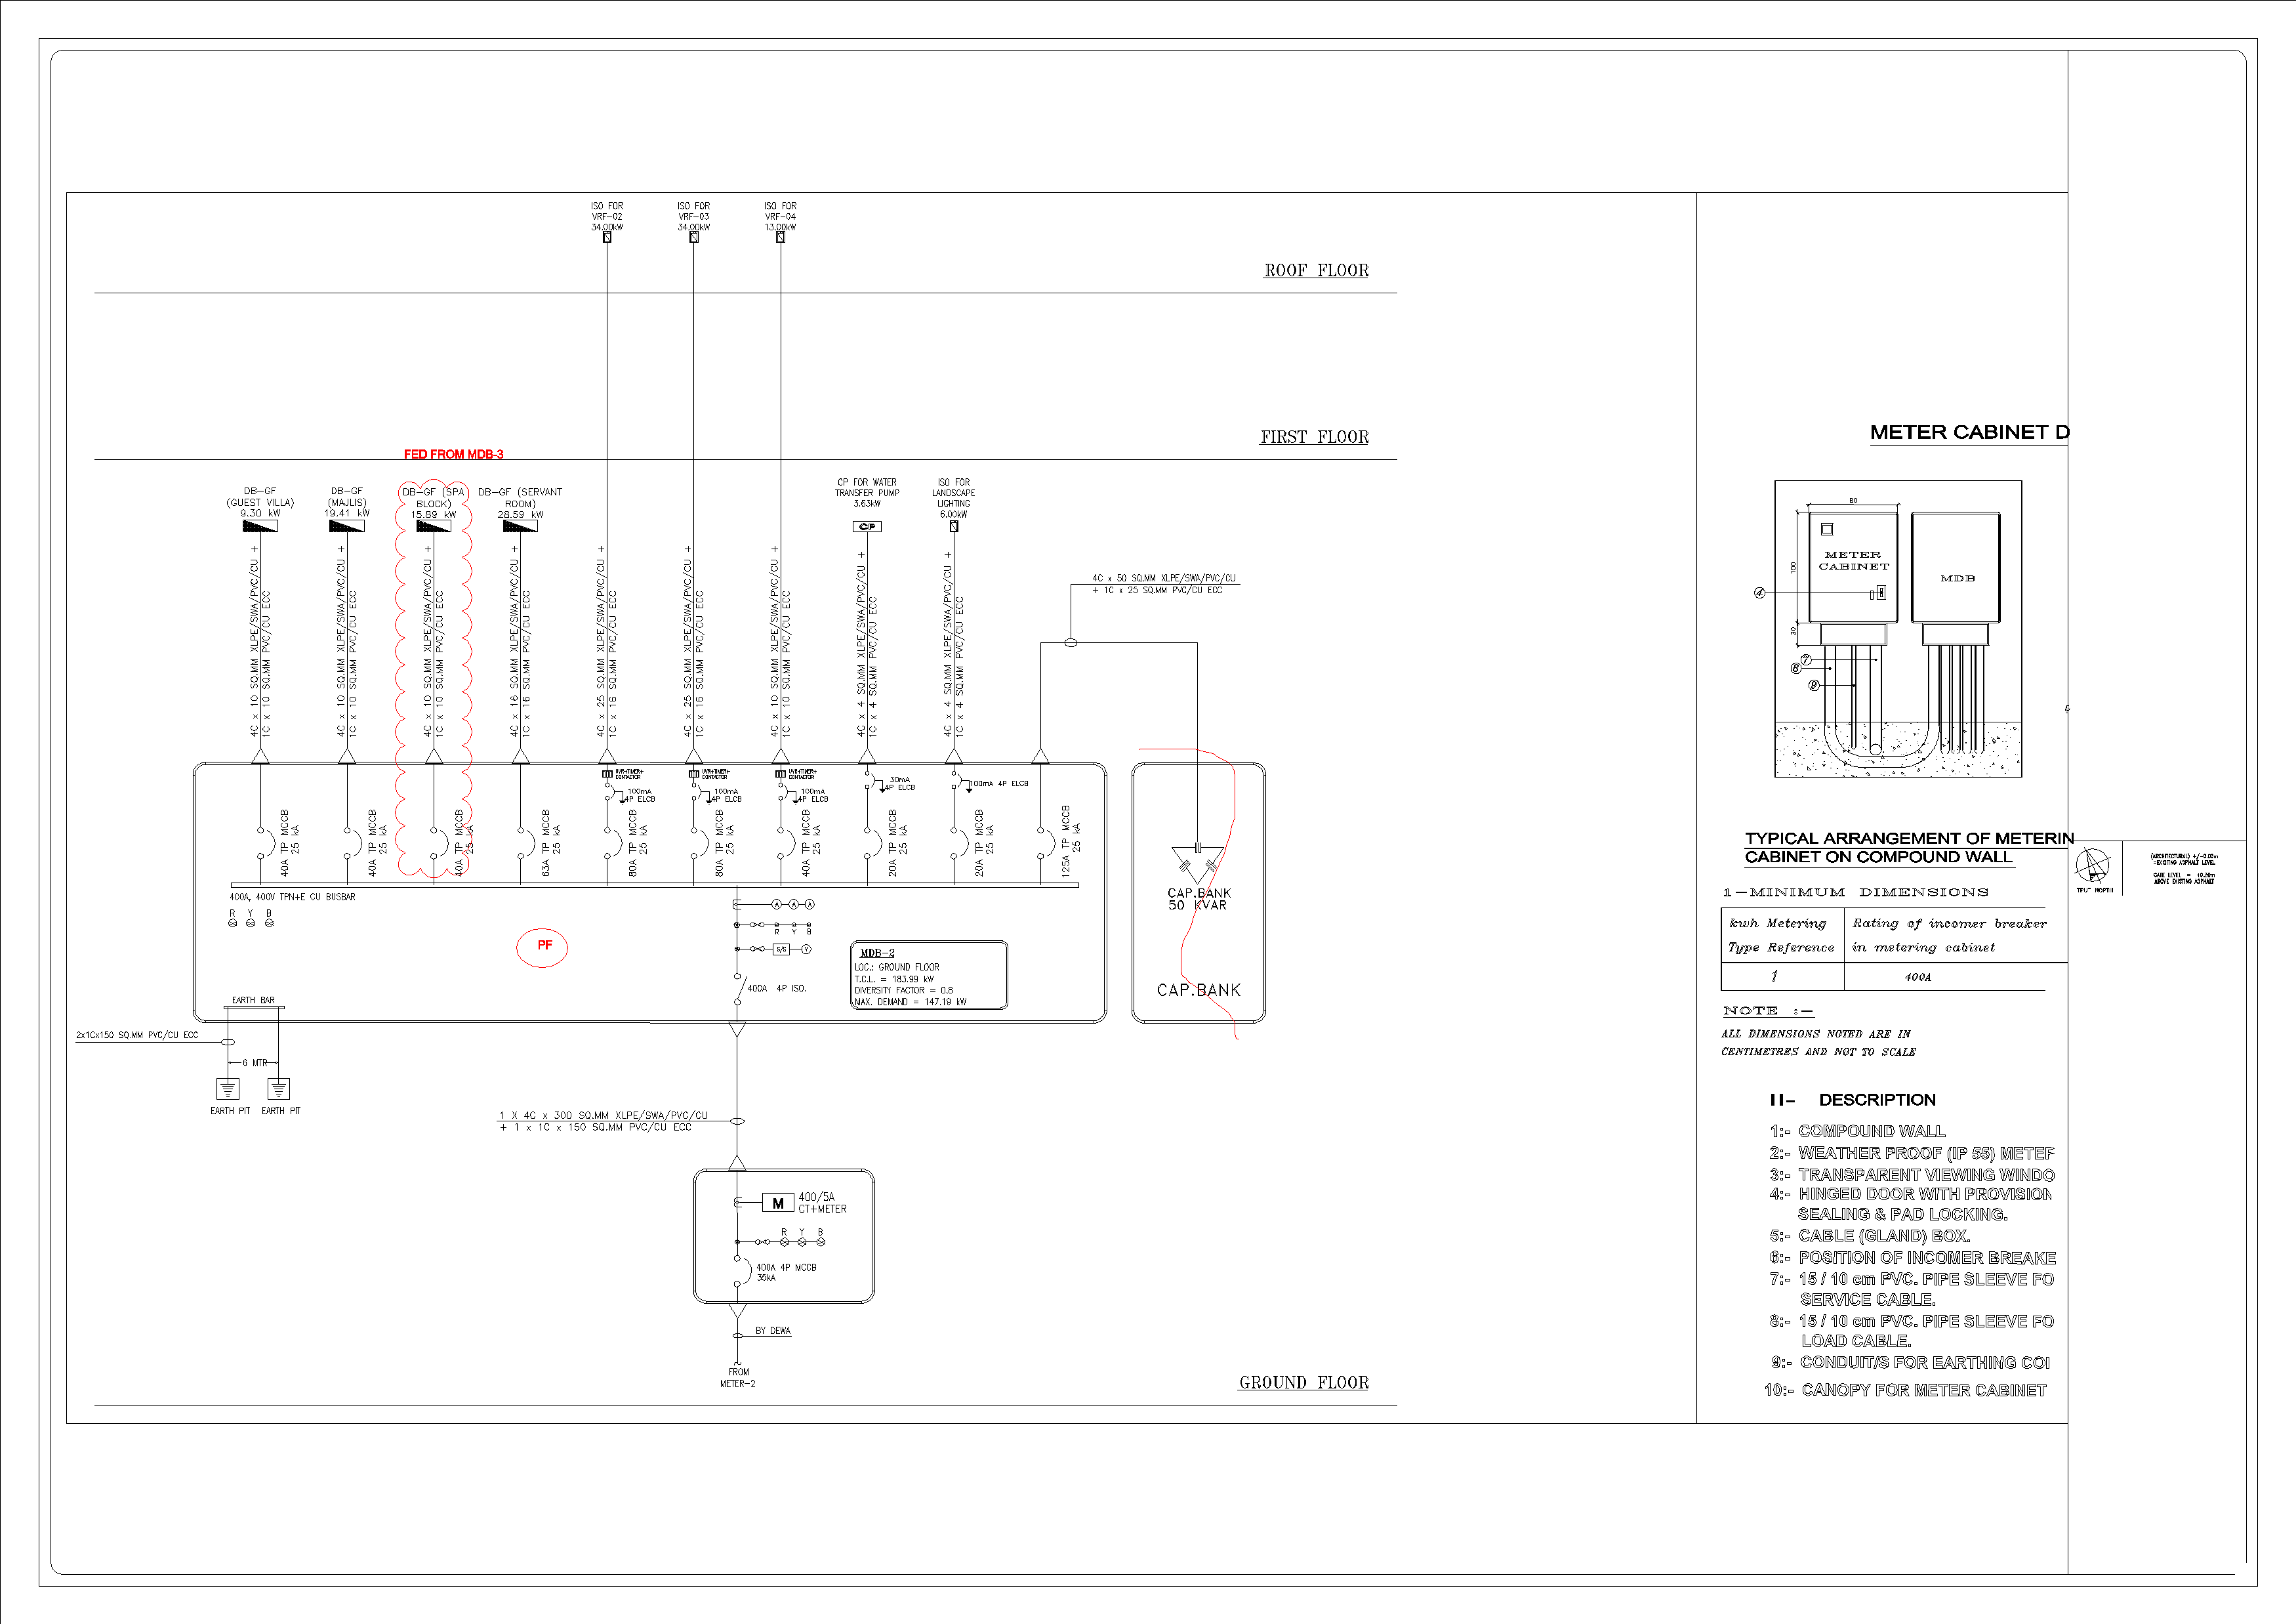 ISO FOR
VRF-02
34.00kW
ISO FOR
VRF-03
34.00kW
ISO FOR
VRF-04
13.00kW
ROOF FLOOR
FIRST FLOOR
FED FROM MDB-3
DB-GF
(GUEST VILLA)
9.30 kW
DB-GF
(MAJLIS)
19.41 kW
DB-GF (SPA
BLOCK)
15.89 kW
DB-GF (SERVANT
ROOM)
28.59 kW
CP FOR WATER
TRANSFER PUMP
3.63kW
CP
ISO FOR
LANDSCAPE
LIGHTING
6.00kW
4C x 10 SQ.MM XLPE/SWA/PVC/CU +
1C x 10 SQ.MM PVC/CU ECC
4C x 10 SQ.MM XLPE/SWA/PVC/CU +
1C x 10 SQ.MM PVC/CU ECC
4C x 10 SQ.MM XLPE/SWA/PVC/CU +
1C x 10 SQ.MM PVC/CU ECC
4C x 16 SQ.MM XLPE/SWA/PVC/CU +
1C x 16 SQ.MM PVC/CU ECC
4C x 25 SQ.MM XLPE/SWA/PVC/CU +
1C x 16 SQ.MM PVC/CU ECC
4C x 25 SQ.MM XLPE/SWA/PVC/CU +
1C x 16 SQ.MM PVC/CU ECC
4C x 10 SQ.MM XLPE/SWA/PVC/CU +
1C x 10 SQ.MM PVC/CU ECC
4C x 4 SQ.MM XLPE/SWA/PVC/CU +
1C x 4 SQ.MM PVC/CU ECC
4C x 4 SQ.MM XLPE/SWA/PVC/CU +
1C x 4 SQ.MM PVC/CU ECC
4C x 50 SQ.MM XLPE/SWA/PVC/CU
+ 1C x 25 SQ.MM PVC/CU ECC
UVR+TIMER+
CONTACTOR
100mA
4P ELCB
UVR+TIMER+
CONTACTOR
100mA
4P ELCB
UVR+TIMER+
CONTACTOR
100mA
4P ELCB
30mA
4P ELCB
100mA 4P ELCB
40A TP MCCB
25 kA
40A TP MCCB
25 kA
40A TP MCCB
25 kA
63A TP MCCB
25 kA
80A TP MCCB
25 kA
80A TP MCCB
25 kA
40A TP MCCB
25 kA
20A TP MCCB
25 kA
20A TP MCCB
25 kA
125A TP MCCB
25 kA
400A, 400V TPN+E CU BUSBAR
R Y B
PF
A A A
R Y B
S/S V
400A 4P ISO.
MDB-2
LOC.: GROUND FLOOR
T.C.L. = 183.99 kW
DIVERSITY FACTOR = 0.8
MAX. DEMAND = 147.19 kW
CAP.BANK
50 KVAR
CAP.BANK
EARTH BAR
2x1Cx150 SQ.MM PVC/CU ECC
6 MTR
EARTH PIT EARTH PIT
1 X 4C x 300 SQ.MM XLPE/SWA/PVC/CU
+ 1 x 1C x 150 SQ.MM PVC/CU ECC
M
400/5A
CT+METER
R Y B
400A 4P MCCB
35kA
BY DEWA
FROM
METER-2
GROUND FLOOR
METER CABINET D
60
100
30
METER
CABINET
MDB
4
7
8
9
TYPICAL ARRANGEMENT OF METERIN
CABINET ON COMPOUND WALL
1-MINIMUM DIMENSIONS
kwh Metering
Type Reference
Rating of incomer breaker
in metering cabinet
1
400A
NOTE :-
ALL DIMENSIONS NOTED ARE IN
CENTIMETRES AND NOT TO SCALE
II- DESCRIPTION
1:- COMPOUND WALL
2:- WEATHER PROOF (IP 55) METER
3:- TRANSPARENT VIEWING WINDO
4:- HINGED DOOR WITH PROVISION
SEALING & PAD LOCKING.
5:- CABLE (GLAND) BOX.
6:- POSITION OF INCOMER BREAKE
7:- 15 / 10 cm PVC. PIPE SLEEVE FO
SERVICE CABLE.
8:- 15 / 10 cm PVC. PIPE SLEEVE FO
LOAD CABLE.
9:- CONDUIT/S FOR EARTHING CO
10:- CANOPY FOR METER CABINET
(ARCHITECTURAL) +/-0.00m
=EXISTING ASPHALT LEVEL
GATE LEVEL = +0.20m
ABOVE EXISTING ASPHALT